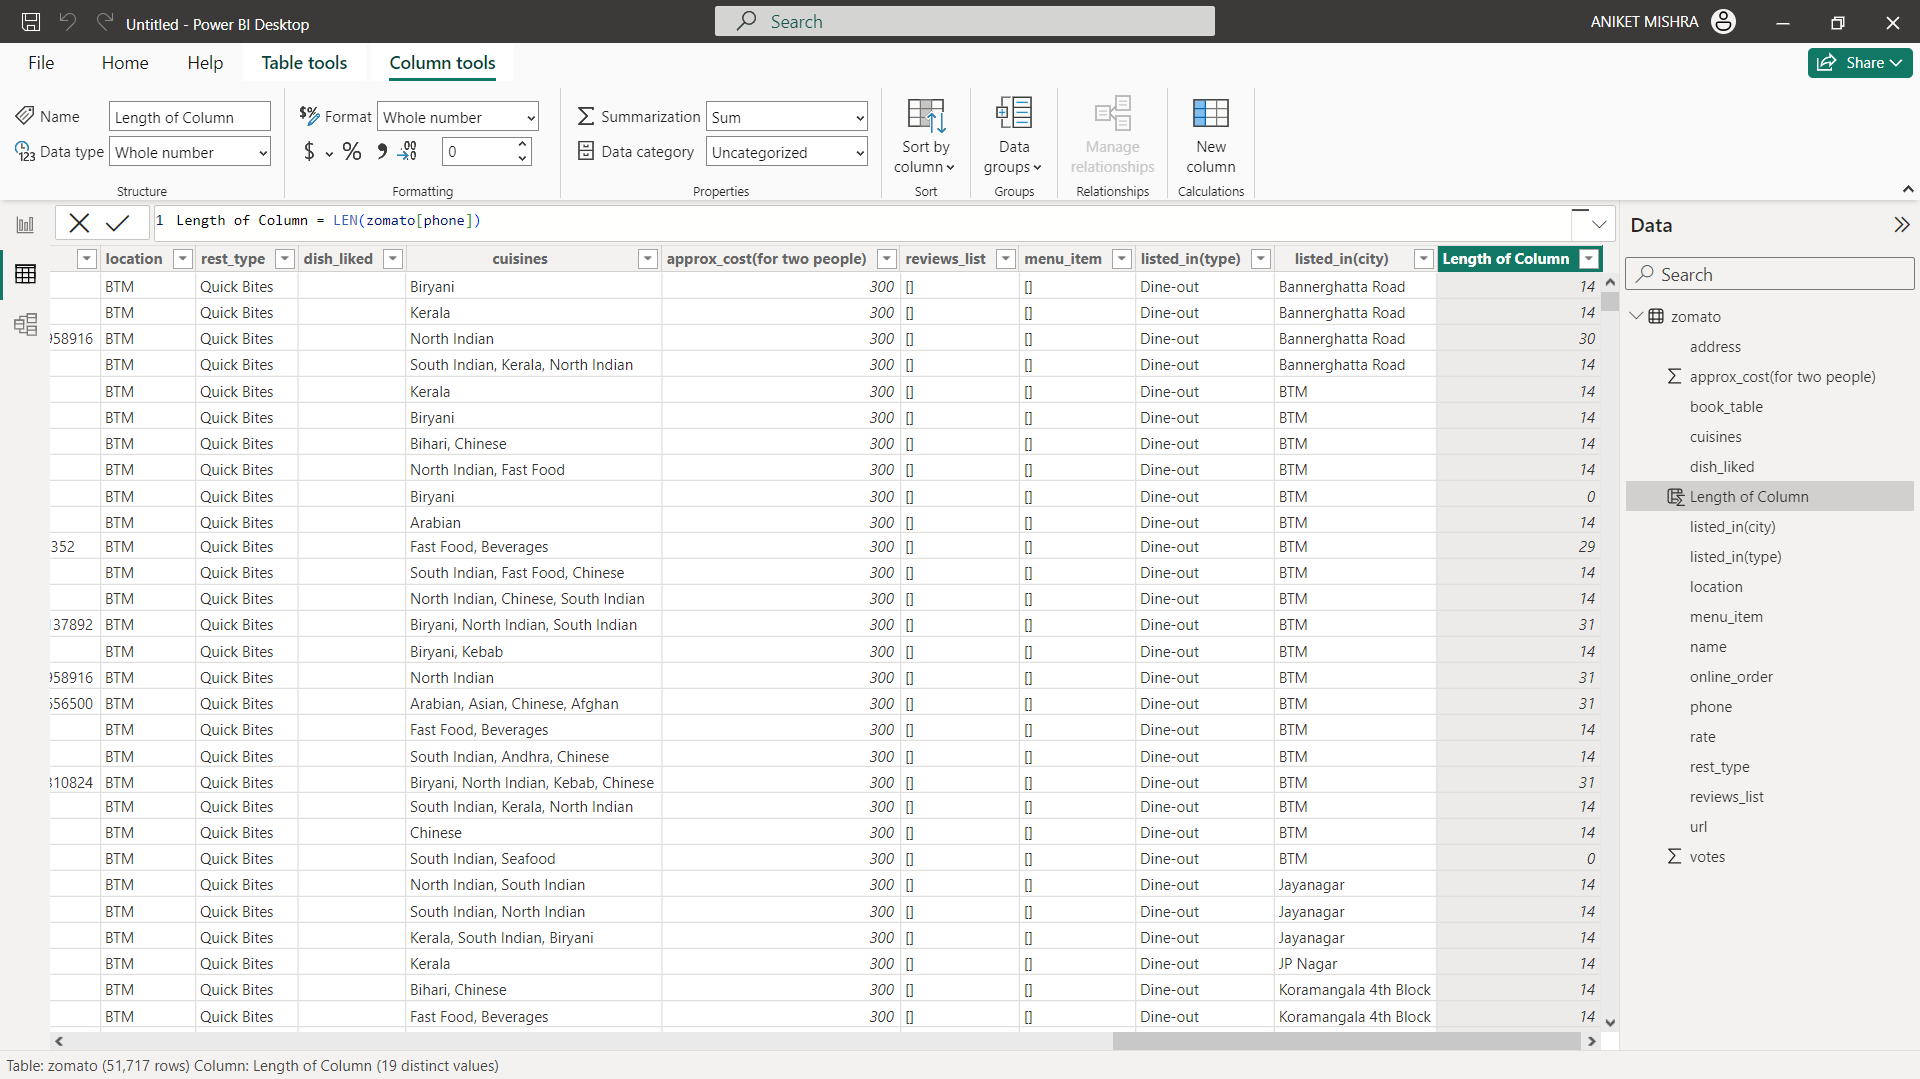 Untitled - Power BI Desktop
Search
ANIKET MISHRA
File Home Help Table tools Column tools
Share
Name Length of Column
Data type Whole number
Structure
Format Whole number
$ % 9 .00 0
Formatting
Summarization Sum
Data category Uncategorized
Properties
Sort by column
Sort
Data groups
Groups
Manage relationships
Relationships
New column
Calculations
1 Length of Column = LEN(zomato[phone])
location rest_type dish_liked cuisines approx_cost(for two people) reviews_list menu_item listed_in(type) listed_in(city) Length of Column
BTM Quick Bites Biryani 300 [] [] Dine-out Bannerghatta Road 14
BTM Quick Bites Kerala 300 [] [] Dine-out Bannerghatta Road 14
958916 BTM Quick Bites North Indian 300 [] [] Dine-out Bannerghatta Road 30
BTM Quick Bites South Indian, Kerala, North Indian 300 [] [] Dine-out Bannerghatta Road 14
BTM Quick Bites Kerala 300 [] [] Dine-out BTM 14
BTM Quick Bites Biryani 300 [] [] Dine-out BTM 14
BTM Quick Bites Bihari, Chinese 300 [] [] Dine-out BTM 14
BTM Quick Bites North Indian, Fast Food 300 [] [] Dine-out BTM 14
BTM Quick Bites Biryani 300 [] [] Dine-out BTM 0
BTM Quick Bites Arabian 300 [] [] Dine-out BTM 14
352 BTM Quick Bites Fast Food, Beverages 300 [] [] Dine-out BTM 29
BTM Quick Bites South Indian, Fast Food, Chinese 300 [] [] Dine-out BTM 14
BTM Quick Bites North Indian, Chinese, South Indian 300 [] [] Dine-out BTM 14
137892 BTM Quick Bites Biryani, North Indian, South Indian 300 [] [] Dine-out BTM 31
BTM Quick Bites Biryani, Kebab 300 [] [] Dine-out BTM 14
958916 BTM Quick Bites North Indian 300 [] [] Dine-out BTM 31
556500 BTM Quick Bites Arabian, Asian, Chinese, Afghan 300 [] [] Dine-out BTM 31
BTM Quick Bites Fast Food, Beverages 300 [] [] Dine-out BTM 14
BTM Quick Bites South Indian, Andhra, Chinese 300 [] [] Dine-out BTM 14
310824 BTM Quick Bites Biryani, North Indian, Kebab, Chinese 300 [] [] Dine-out BTM 31
BTM Quick Bites South Indian, Kerala, North Indian 300 [] [] Dine-out BTM 14
BTM Quick Bites Chinese 300 [] [] Dine-out BTM 14
BTM Quick Bites South Indian, Seafood 300 [] [] Dine-out BTM 0
BTM Quick Bites North Indian, South Indian 300 [] [] Dine-out Jayanagar 14
BTM Quick Bites South Indian, North Indian 300 [] [] Dine-out Jayanagar 14
BTM Quick Bites Kerala, South Indian, Biryani 300 [] [] Dine-out Jayanagar 14
BTM Quick Bites Kerala 300 [] [] Dine-out JP Nagar 14
BTM Quick Bites Bihari, Chinese 300 [] [] Dine-out Koramangala 4th Block 14
BTM Quick Bites Fast Food, Beverages 300 [] [] Dine-out Koramangala 4th Block 14
Data
Search
zomato
address
approx_cost(for two people)
book_table
cuisines
dish_liked
Length of Column
listed_in(city)
listed_in(type)
location
menu_item
name
online_order
phone
rate
rest_type
reviews_list
url
votes
Table: zomato (51,717 rows) Column: Length of Column (19 distinct values)